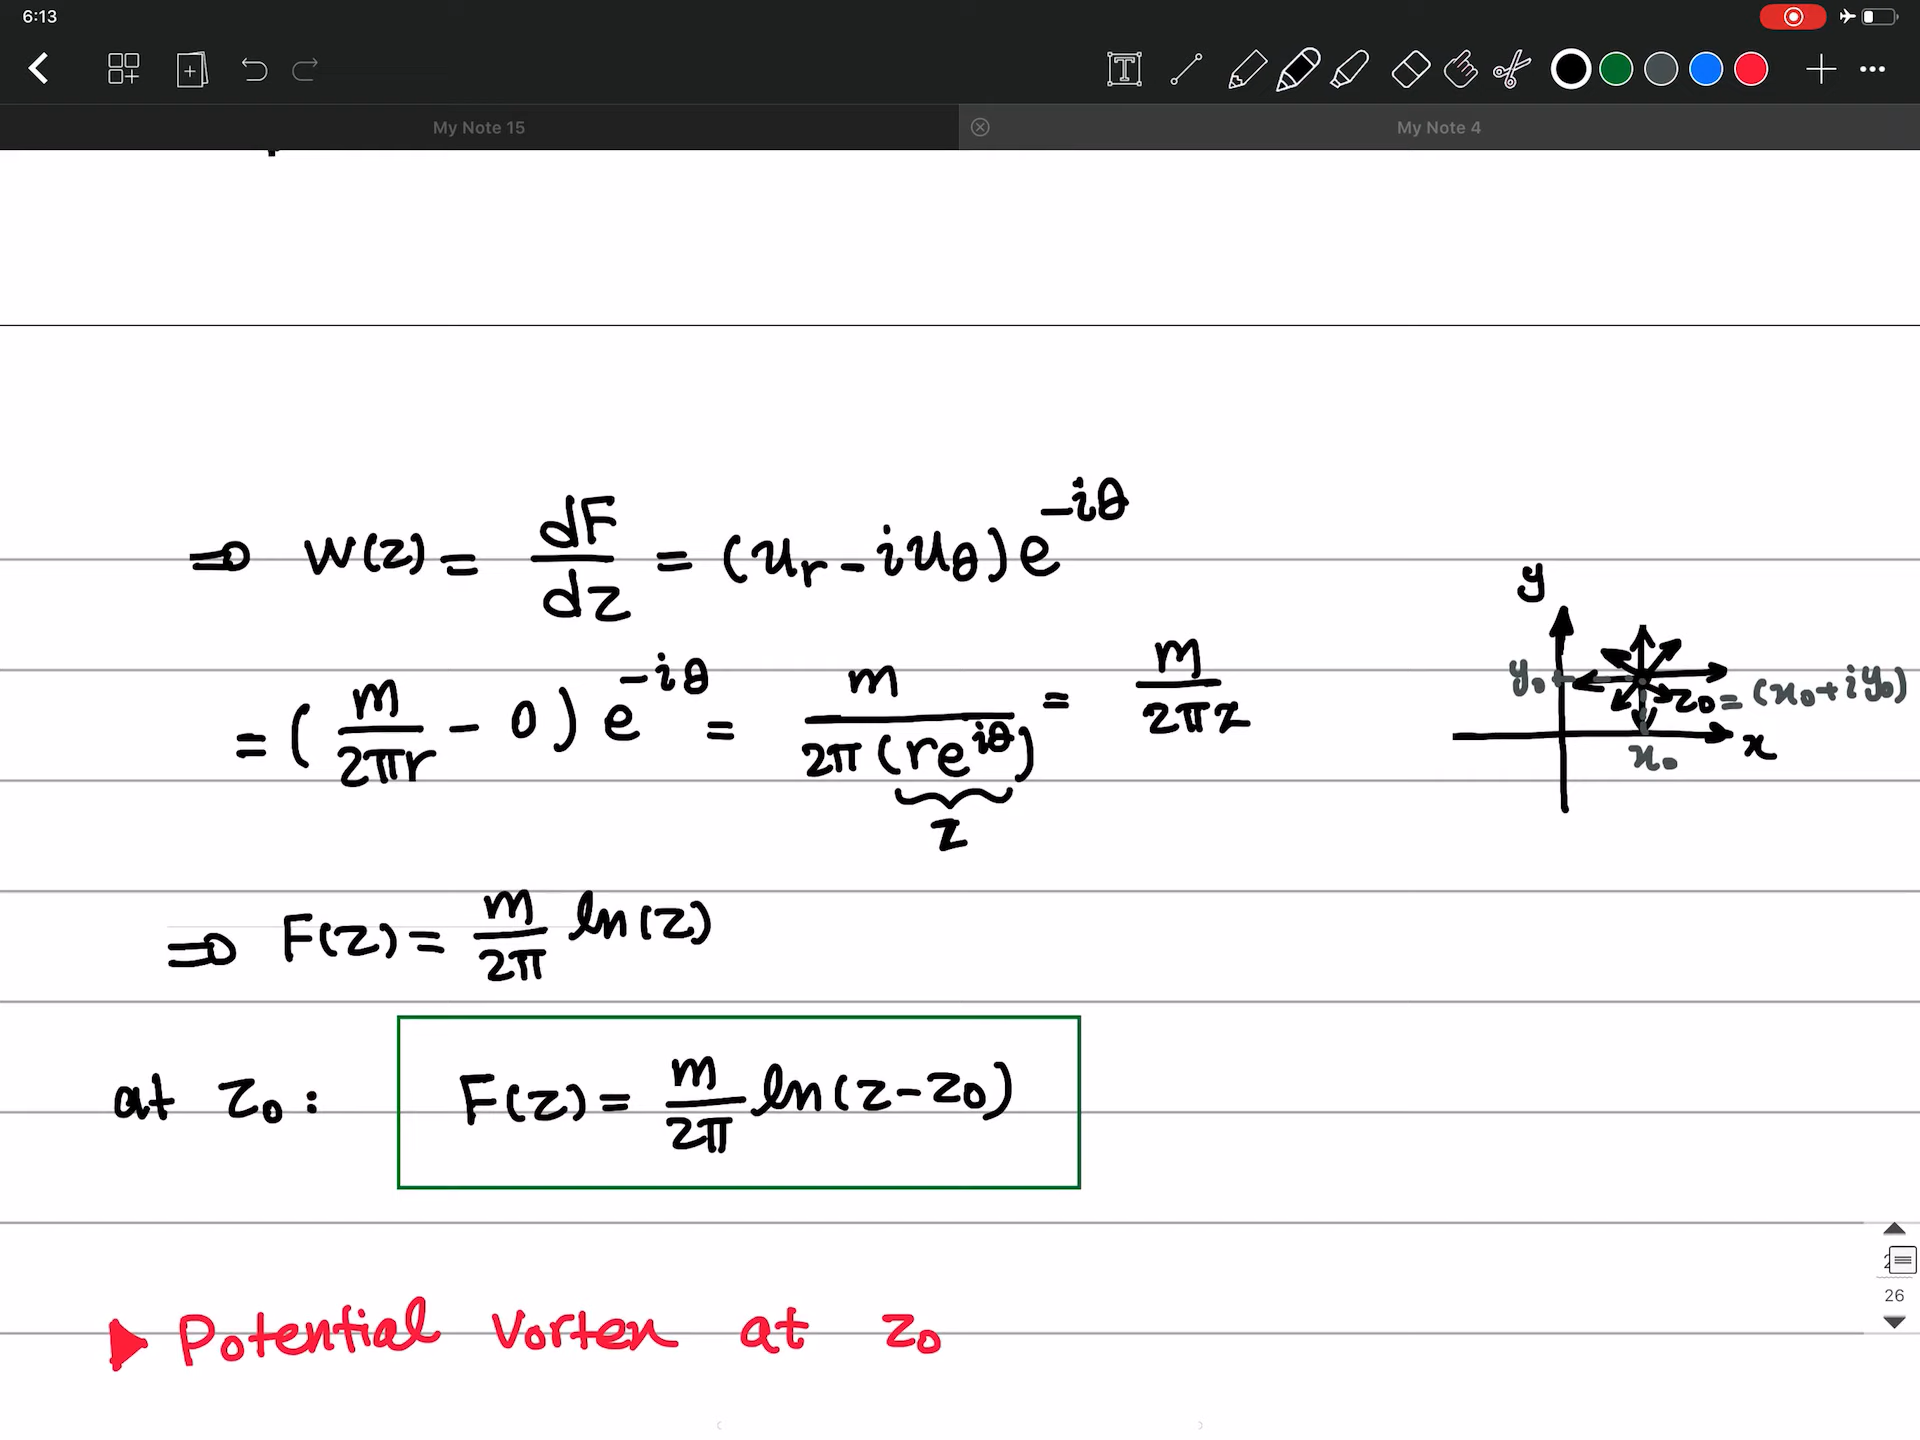 6:13
My Note 15
My Note 4
⇒ W(z) = dF/dz = (u_r - iu_θ) e^{-iθ}
= (m/2πr - 0) e^{-iθ} = m/2π(re^{iθ}) = m/2πz
z
y
y₀
z₀ = (x₀+iy₀)
x₀
x
⇒ F(z) = m/2π ln(z)
at z₀: F(z) = m/2π ln(z-z₀)
▶ Potential Vortex at z₀
26